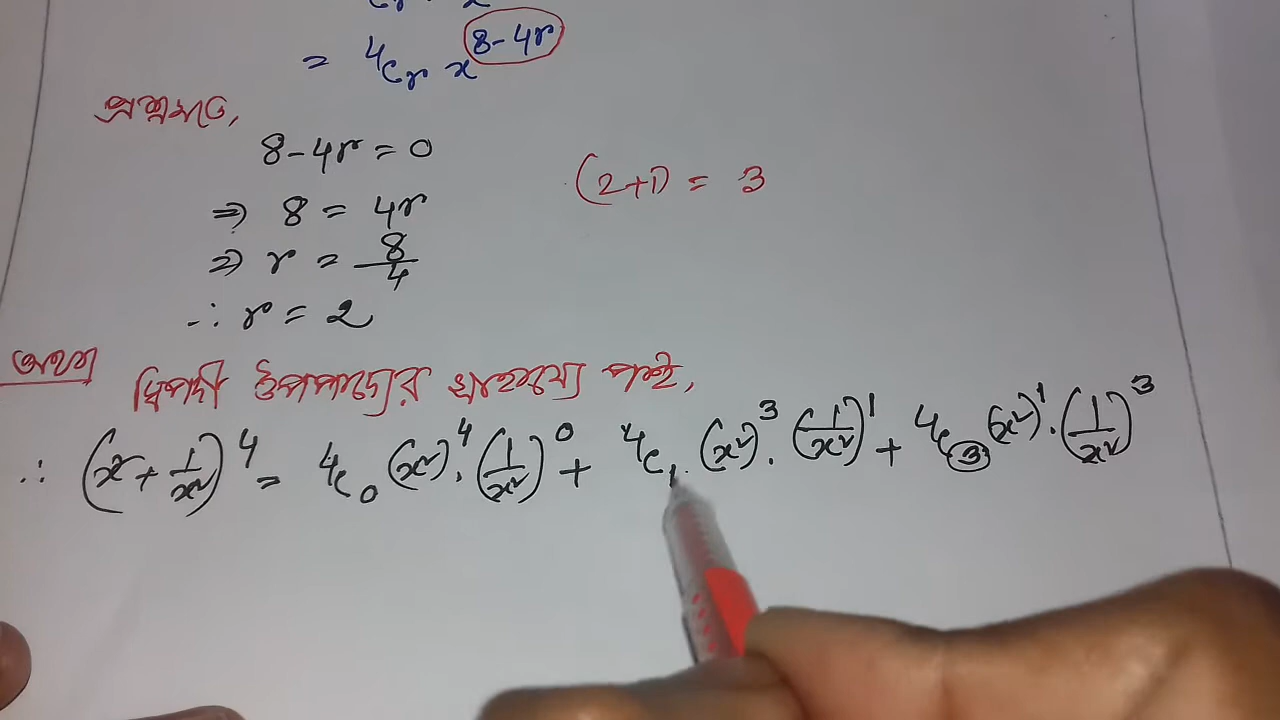 = ⁴Cᵣ x⁸⁻⁴ʳ
প্রশ্নমতে,
8-4r = 0
⇒ 8 = 4r
(2+1) = 3
⇒ r = 8/4
∴ r = 2
অথবা
দ্বিপদী উপপাদ্যের সাহায্যে পাই,
∴ (x² + 1/x²)⁴ = ⁴C₀ (x²)⁴ . (1/x²)⁰ + ⁴C₁ . (x²)³ . (1/x²)¹ + ⁴C₃ (x²)¹ . (1/x²)³